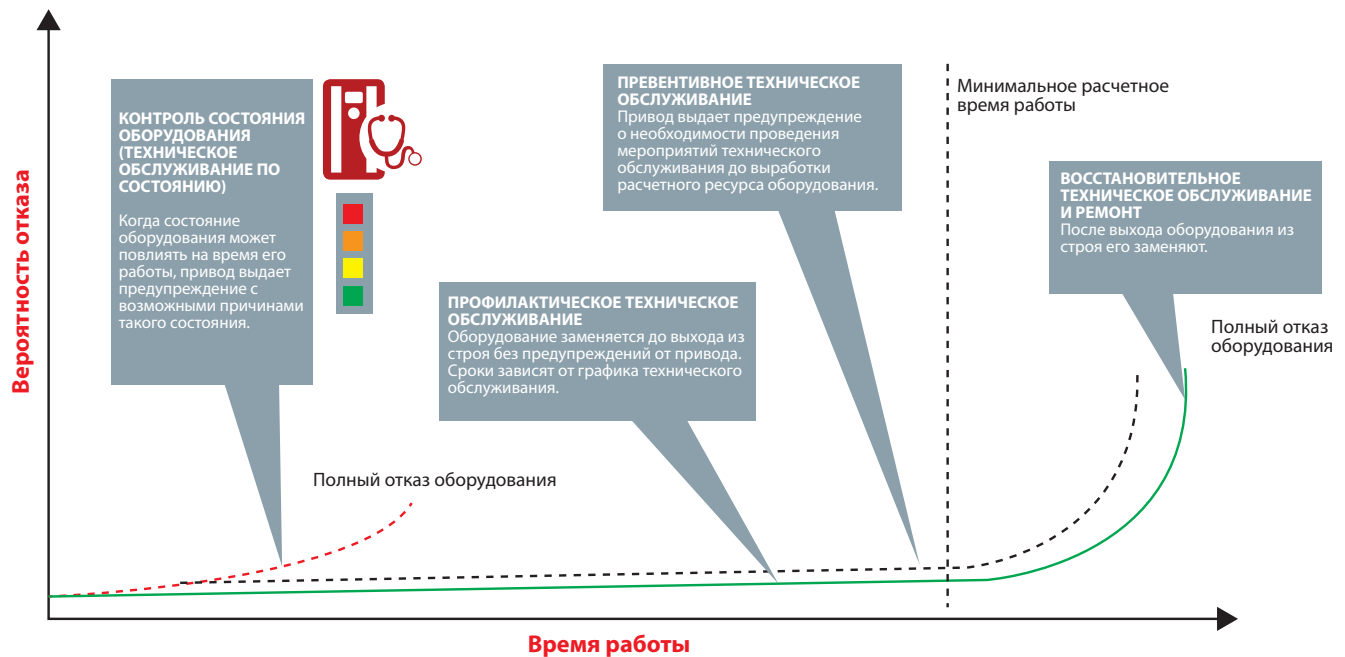 Вероятность отказа
КОНТРОЛЬ СОСТОЯНИЯ
ОБОРУДОВАНИЯ
(ТЕХНИЧЕСКОЕ
ОБСЛУЖИВАНИЕ ПО
СОСТОЯНИЮ)
Когда состояние
оборудования может
повлиять на время его
работы, привод выдает
предупреждение с
возможными причинами
такого состояния.
ПРОФИЛАКТИЧЕСКОЕ ТЕХНИЧЕСКОЕ
ОБСЛУЖИВАНИЕ
Оборудование заменяется до выхода из
строя без предупреждений от привода.
Сроки зависят от графика технического
обслуживания.
ПРЕВЕНТИВНОЕ ТЕХНИЧЕСКОЕ
ОБСЛУЖИВАНИЕ
Привод выдает предупреждение
о необходимости проведения
мероприятий технического
обслуживания до выработки
расчетного ресурса оборудования.
Минимальное расчетное
время работы
ВОССТАНОВИТЕЛЬНОЕ
ТЕХНИЧЕСКОЕ ОБСЛУЖИВАНИЕ
И РЕМОНТ
После выхода оборудования из
строя его заменяют.
Полный отказ
оборудования
Полный отказ оборудования
Время работы